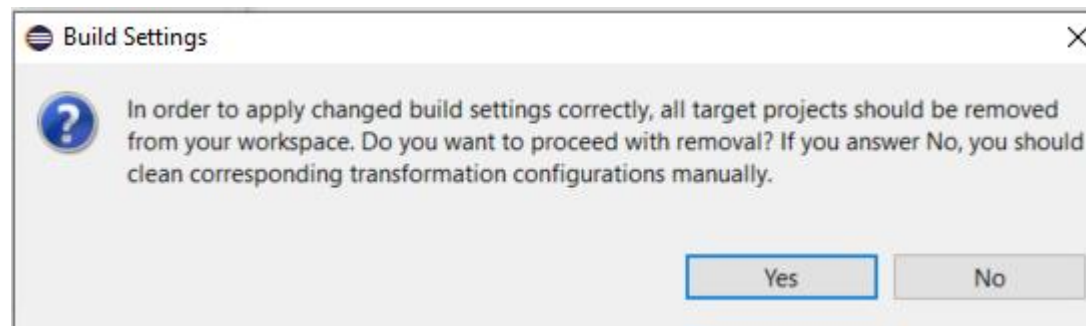 Build Settings
In order to apply changed build settings correctly, all target projects should be removed
from your workspace. Do you want to proceed with removal? If you answer No, you should
clean corresponding transformation configurations manually.
Yes No